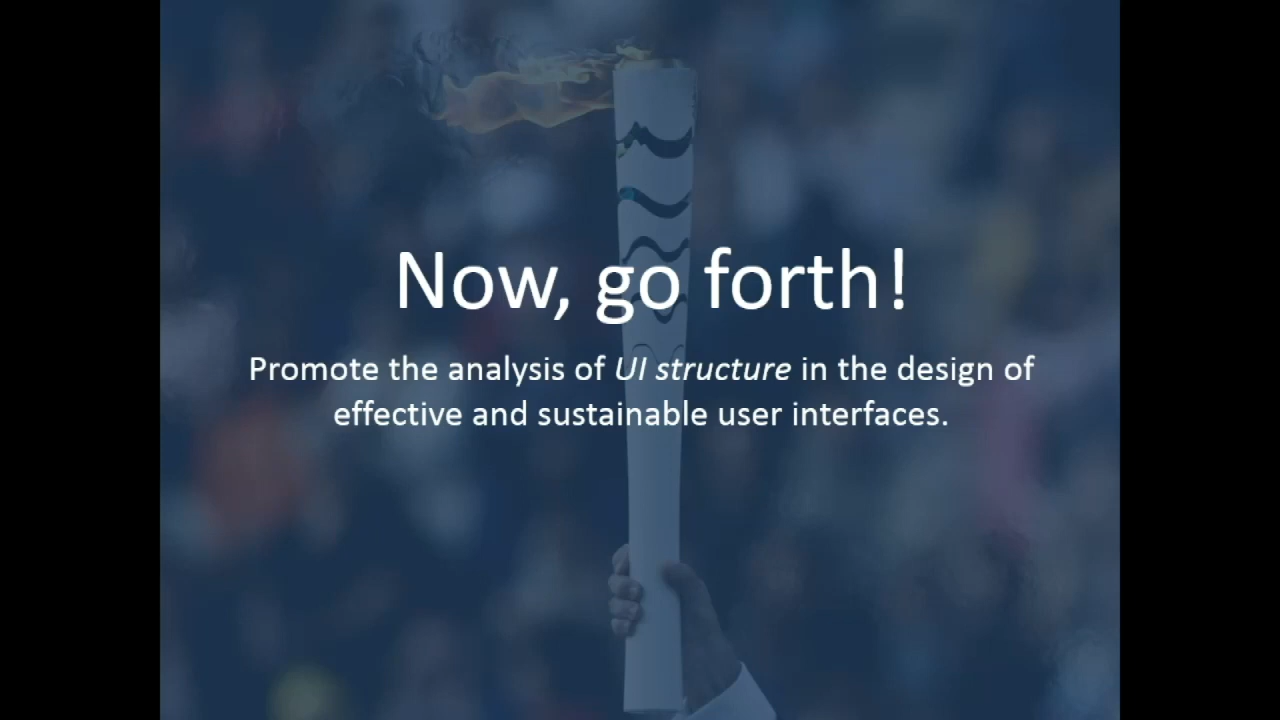 Now, go forth!
Promote the analysis of UI structure in the design of
effective and sustainable user interfaces.